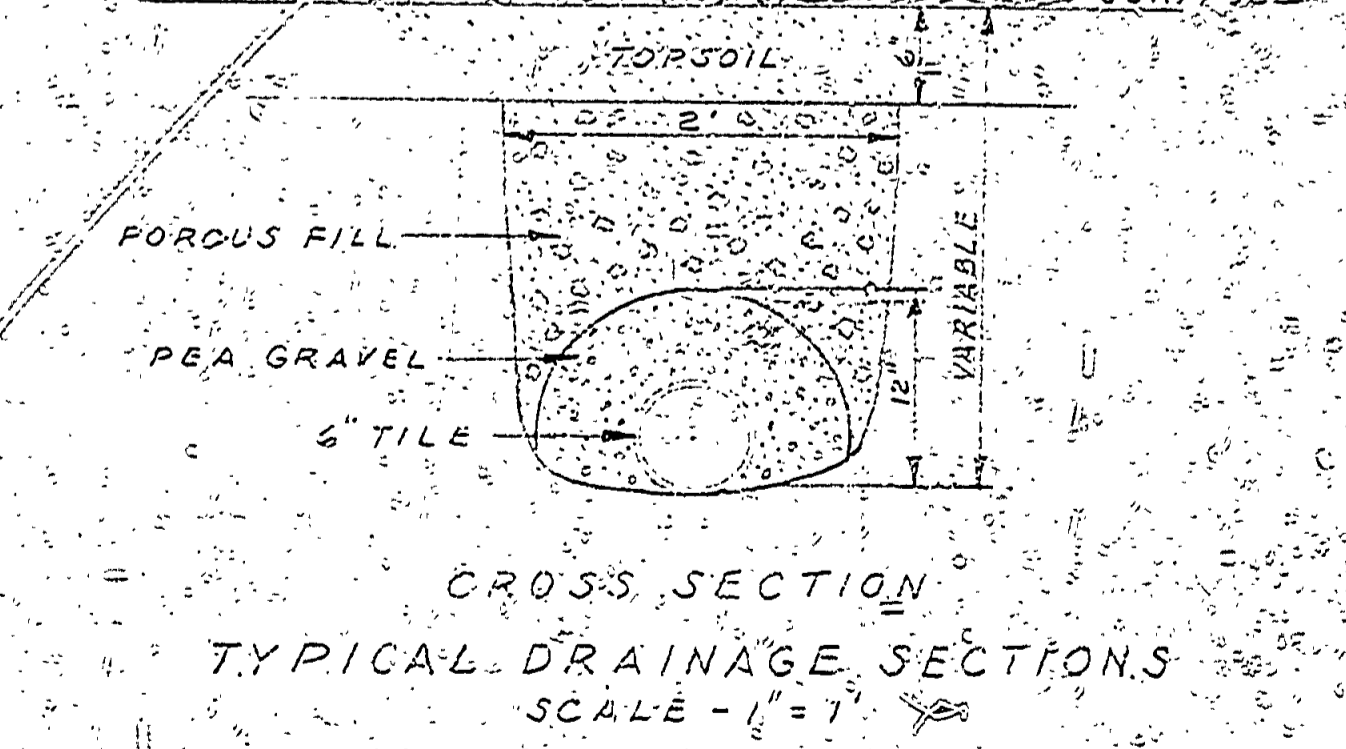 TOPSOIL
6"
2'
POROUS FILL
VARIABLE
PEA GRAVEL
12"
6" TILE
CROSS SECTION
TYPICAL DRAINAGE SECTIONS
SCALE - 1" = 1'